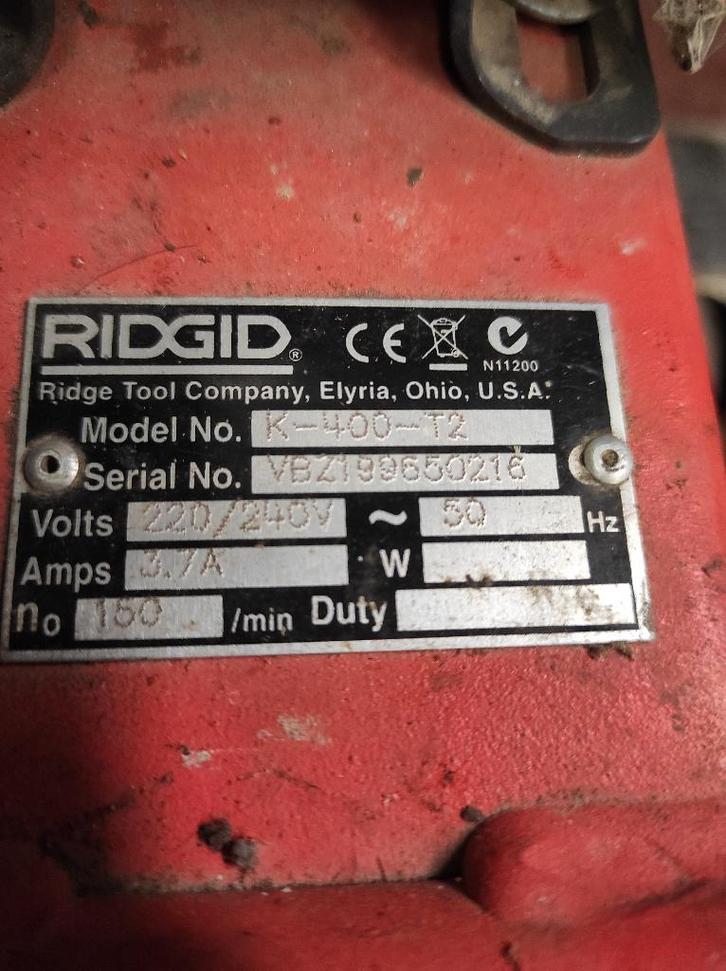 RIDGID®
CE
N11200
Ridge Tool Company, Elyria, Ohio, U.S.A.
Model No. K-400-T2
Serial No. VBZ199650216
Volts 220/240V ~ 50 Hz
Amps 3.7A W
no 150 /min Duty